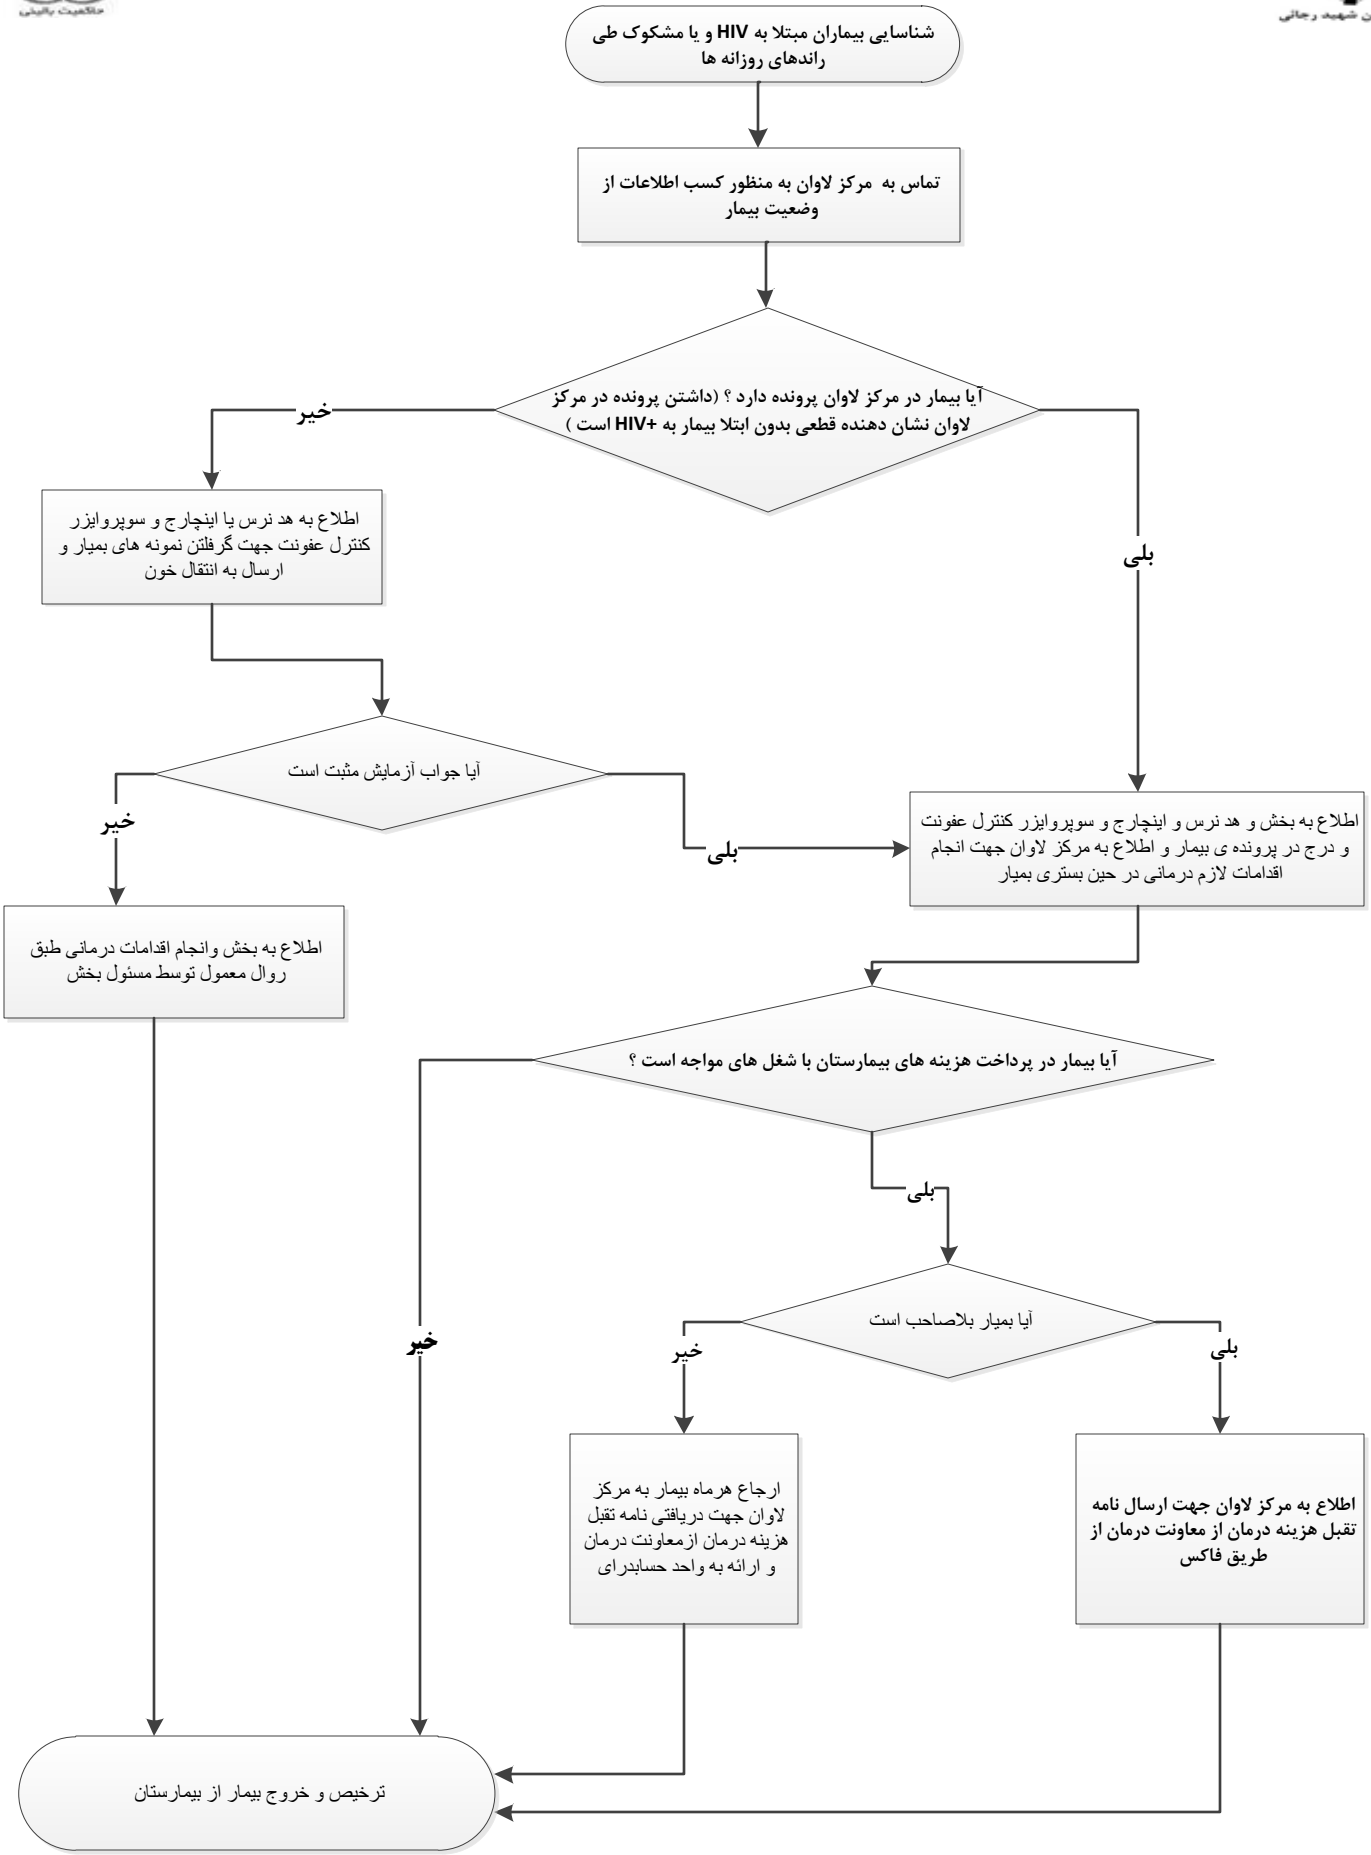 حاکمیت بالینی
ن شهید رجائی
شناسایی بیماران مبتلا به HIV و یا مشکوک طی
راندهای روزانه ها
تماس به مرکز لاوان به منظور کسب اطلاعات از
وضعیت بیمار
آیا بیمار در مرکز لاوان پرونده دارد ؟ (داشتن پرونده در مرکز
لاوان نشان دهنده قطعی بدون ابتلا بیمار به +HIV است )
خیر
بلی
اطلاع به هد نرس یا اینچارج و سوپروایزر
کنترل عفونت جهت گرفلتن نمونه های بمیار و
ارسال به انتقال خون
آیا جواب آزمایش مثبت است
خیر
بلی
اطلاع به بخش و هد نرس و اینچارج و سوپروایزر کنترل عفونت
و درج در پرونده ی بیمار و اطلاع به مرکز لاوان جهت انجام
اقدامات لازم درمانی در حین بستری بمیار
اطلاع به بخش وانجام اقدامات درمانی طبق
روال معمول توسط مسئول بخش
آیا بیمار در پرداخت هزینه های بیمارستان با شغل های مواجه است ؟
بلی
خیر
آیا بمیار بلاصاحب است
خیر
بلی
ارجاع هرماه بیمار به مرکز
لاوان جهت دریافتی نامه تقبل
هزینه درمان ازمعاونت درمان
و ارائه به واحد حسابدرای
اطلاع به مرکز لاوان جهت ارسال نامه
تقبل هزینه درمان از معاونت درمان از
طریق فاکس
ترخیص و خروج بیمار از بیمارستان